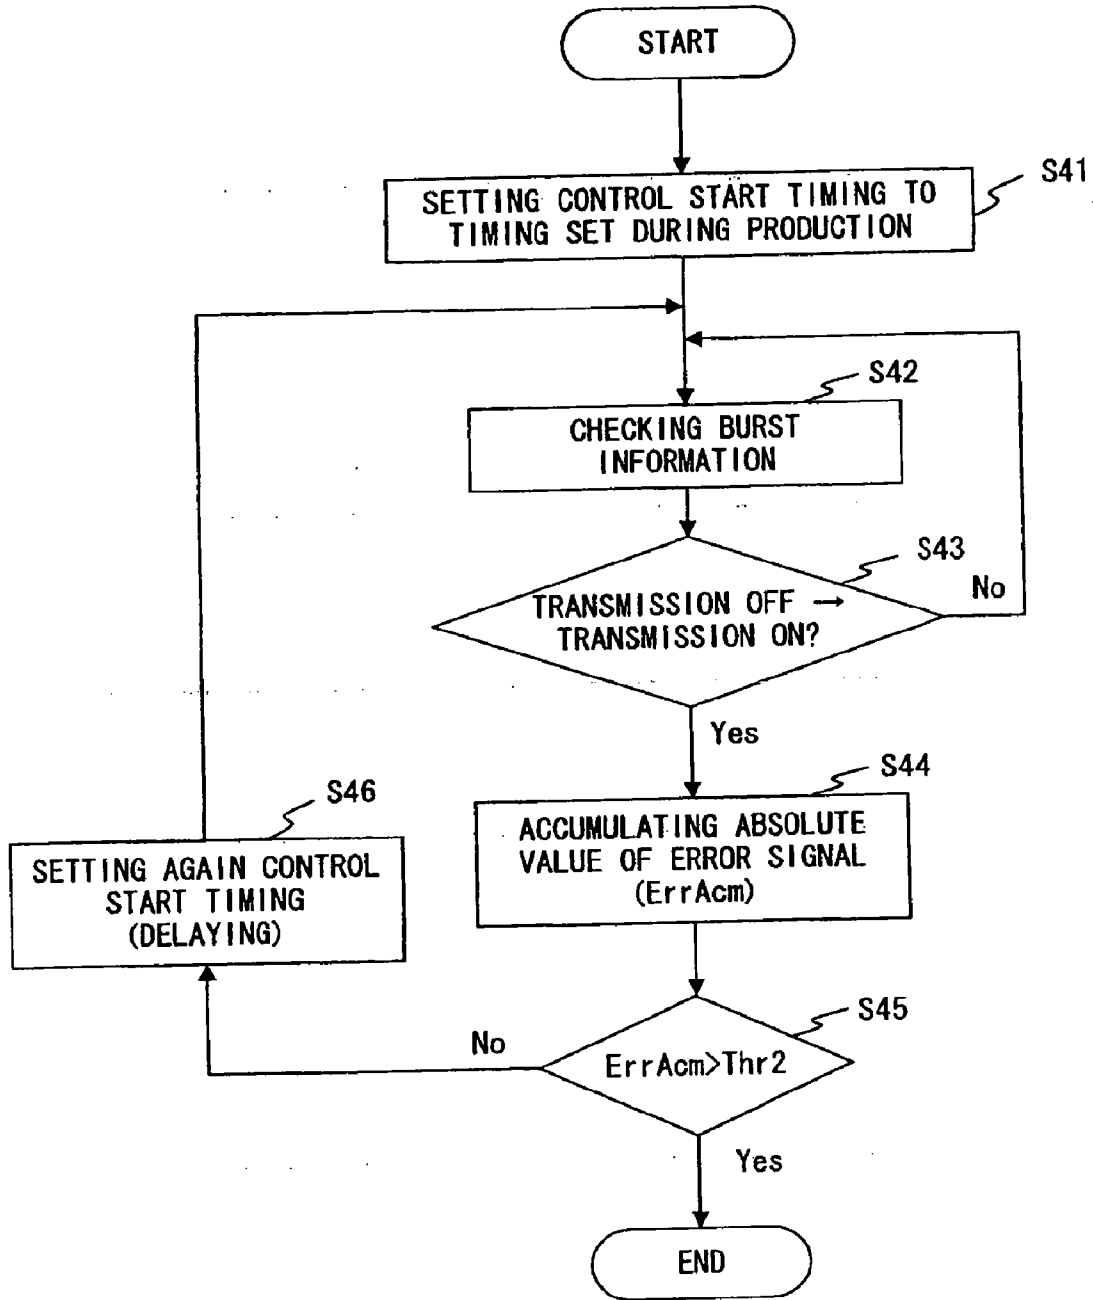 START
S41
SETTING CONTROL START TIMING TO
TIMING SET DURING PRODUCTION
S42
CHECKING BURST
INFORMATION
S43
No
TRANSMISSION OFF →
TRANSMISSION ON?
Yes
S44
ACCUMULATING ABSOLUTE
VALUE OF ERROR SIGNAL
(ErrAcm)
S46
SETTING AGAIN CONTROL
START TIMING
(DELAYING)
S45
No
ErrAcm>Thr2
Yes
END